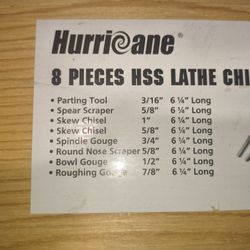 Hurricane®
8 PIECES HSS LATHE CHI
• Parting Tool 3/16" 6 ¼" Long
• Spear Scraper 5/8" 6 ¼" Long
• Skew Chisel 1" 6 ¼" Long
• Skew Chisel 5/8" 6 ¼" Long
• Spindle Gouge 3/4" 6 ¼" Long
• Round Nose Scraper 5/8" 6 ¼" Long
• Bowl Gouge 1/2" 6 ¼" Long
• Roughing Gouge 7/8" 6 ¼" Long